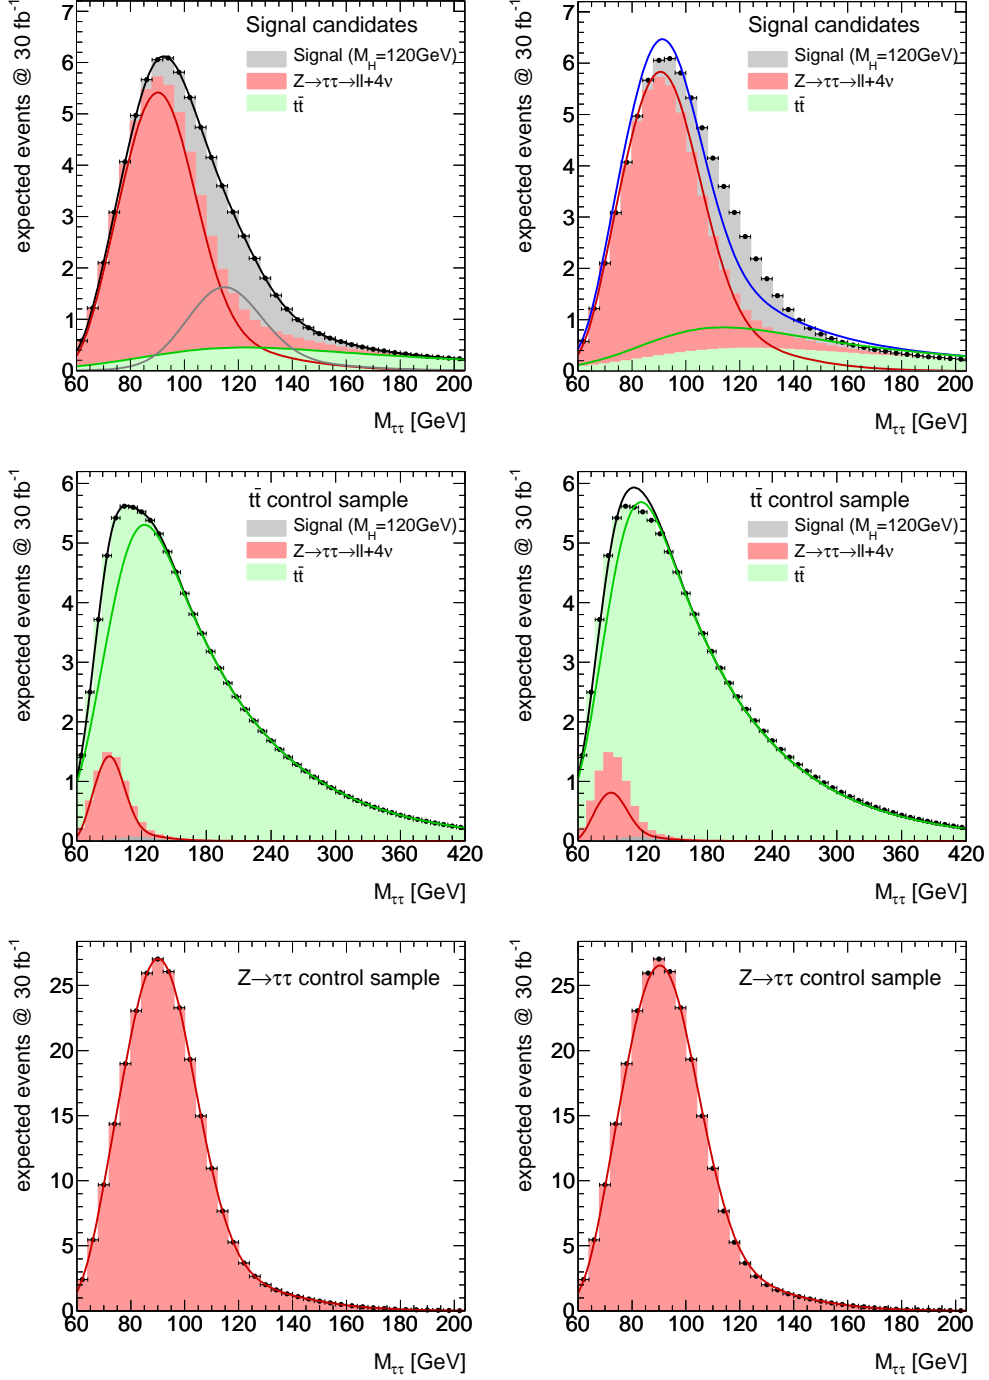 Signal candidates
Signal (M_H=120GeV)
Z→ττ→ll+4ν
tt̄
expected events @ 30 fb⁻¹
0 1 2 3 4 5 6 7
60 80 100 120 140 160 180 200
M_ττ [GeV]
Signal candidates
Signal (M_H=120GeV)
Z→ττ→ll+4ν
tt̄
expected events @ 30 fb⁻¹
0 1 2 3 4 5 6 7
60 80 100 120 140 160 180 200
M_ττ [GeV]
tt̄ control sample
Signal (M_H=120GeV)
Z→ττ→ll+4ν
tt̄
expected events @ 30 fb⁻¹
0 1 2 3 4 5 6
60 120 180 240 300 360 420
M_ττ [GeV]
tt̄ control sample
Signal (M_H=120GeV)
Z→ττ→ll+4ν
tt̄
expected events @ 30 fb⁻¹
0 1 2 3 4 5 6
60 120 180 240 300 360 420
M_ττ [GeV]
Z→ττ control sample
expected events @ 30 fb⁻¹
0 5 10 15 20 25
60 80 100 120 140 160 180 200
M_ττ [GeV]
Z→ττ control sample
expected events @ 30 fb⁻¹
0 5 10 15 20 25
60 80 100 120 140 160 180 200
M_ττ [GeV]